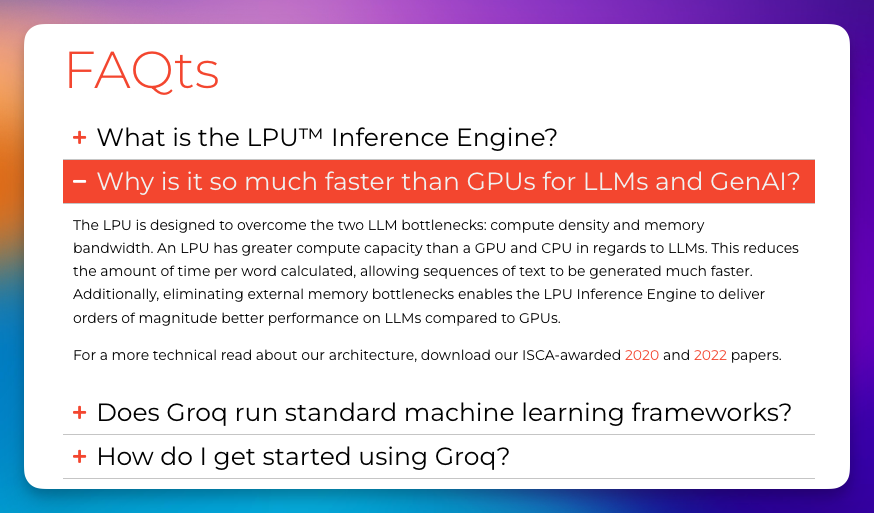 FAQts
+ What is the LPU™ Inference Engine?
− Why is it so much faster than GPUs for LLMs and GenAI?
The LPU is designed to overcome the two LLM bottlenecks: compute density and memory
bandwidth. An LPU has greater compute capacity than a GPU and CPU in regards to LLMs. This reduces
the amount of time per word calculated, allowing sequences of text to be generated much faster.
Additionally, eliminating external memory bottlenecks enables the LPU Inference Engine to deliver
orders of magnitude better performance on LLMs compared to GPUs.
For a more technical read about our architecture, download our ISCA-awarded 2020 and 2022 papers.
+ Does Groq run standard machine learning frameworks?
+ How do I get started using Groq?